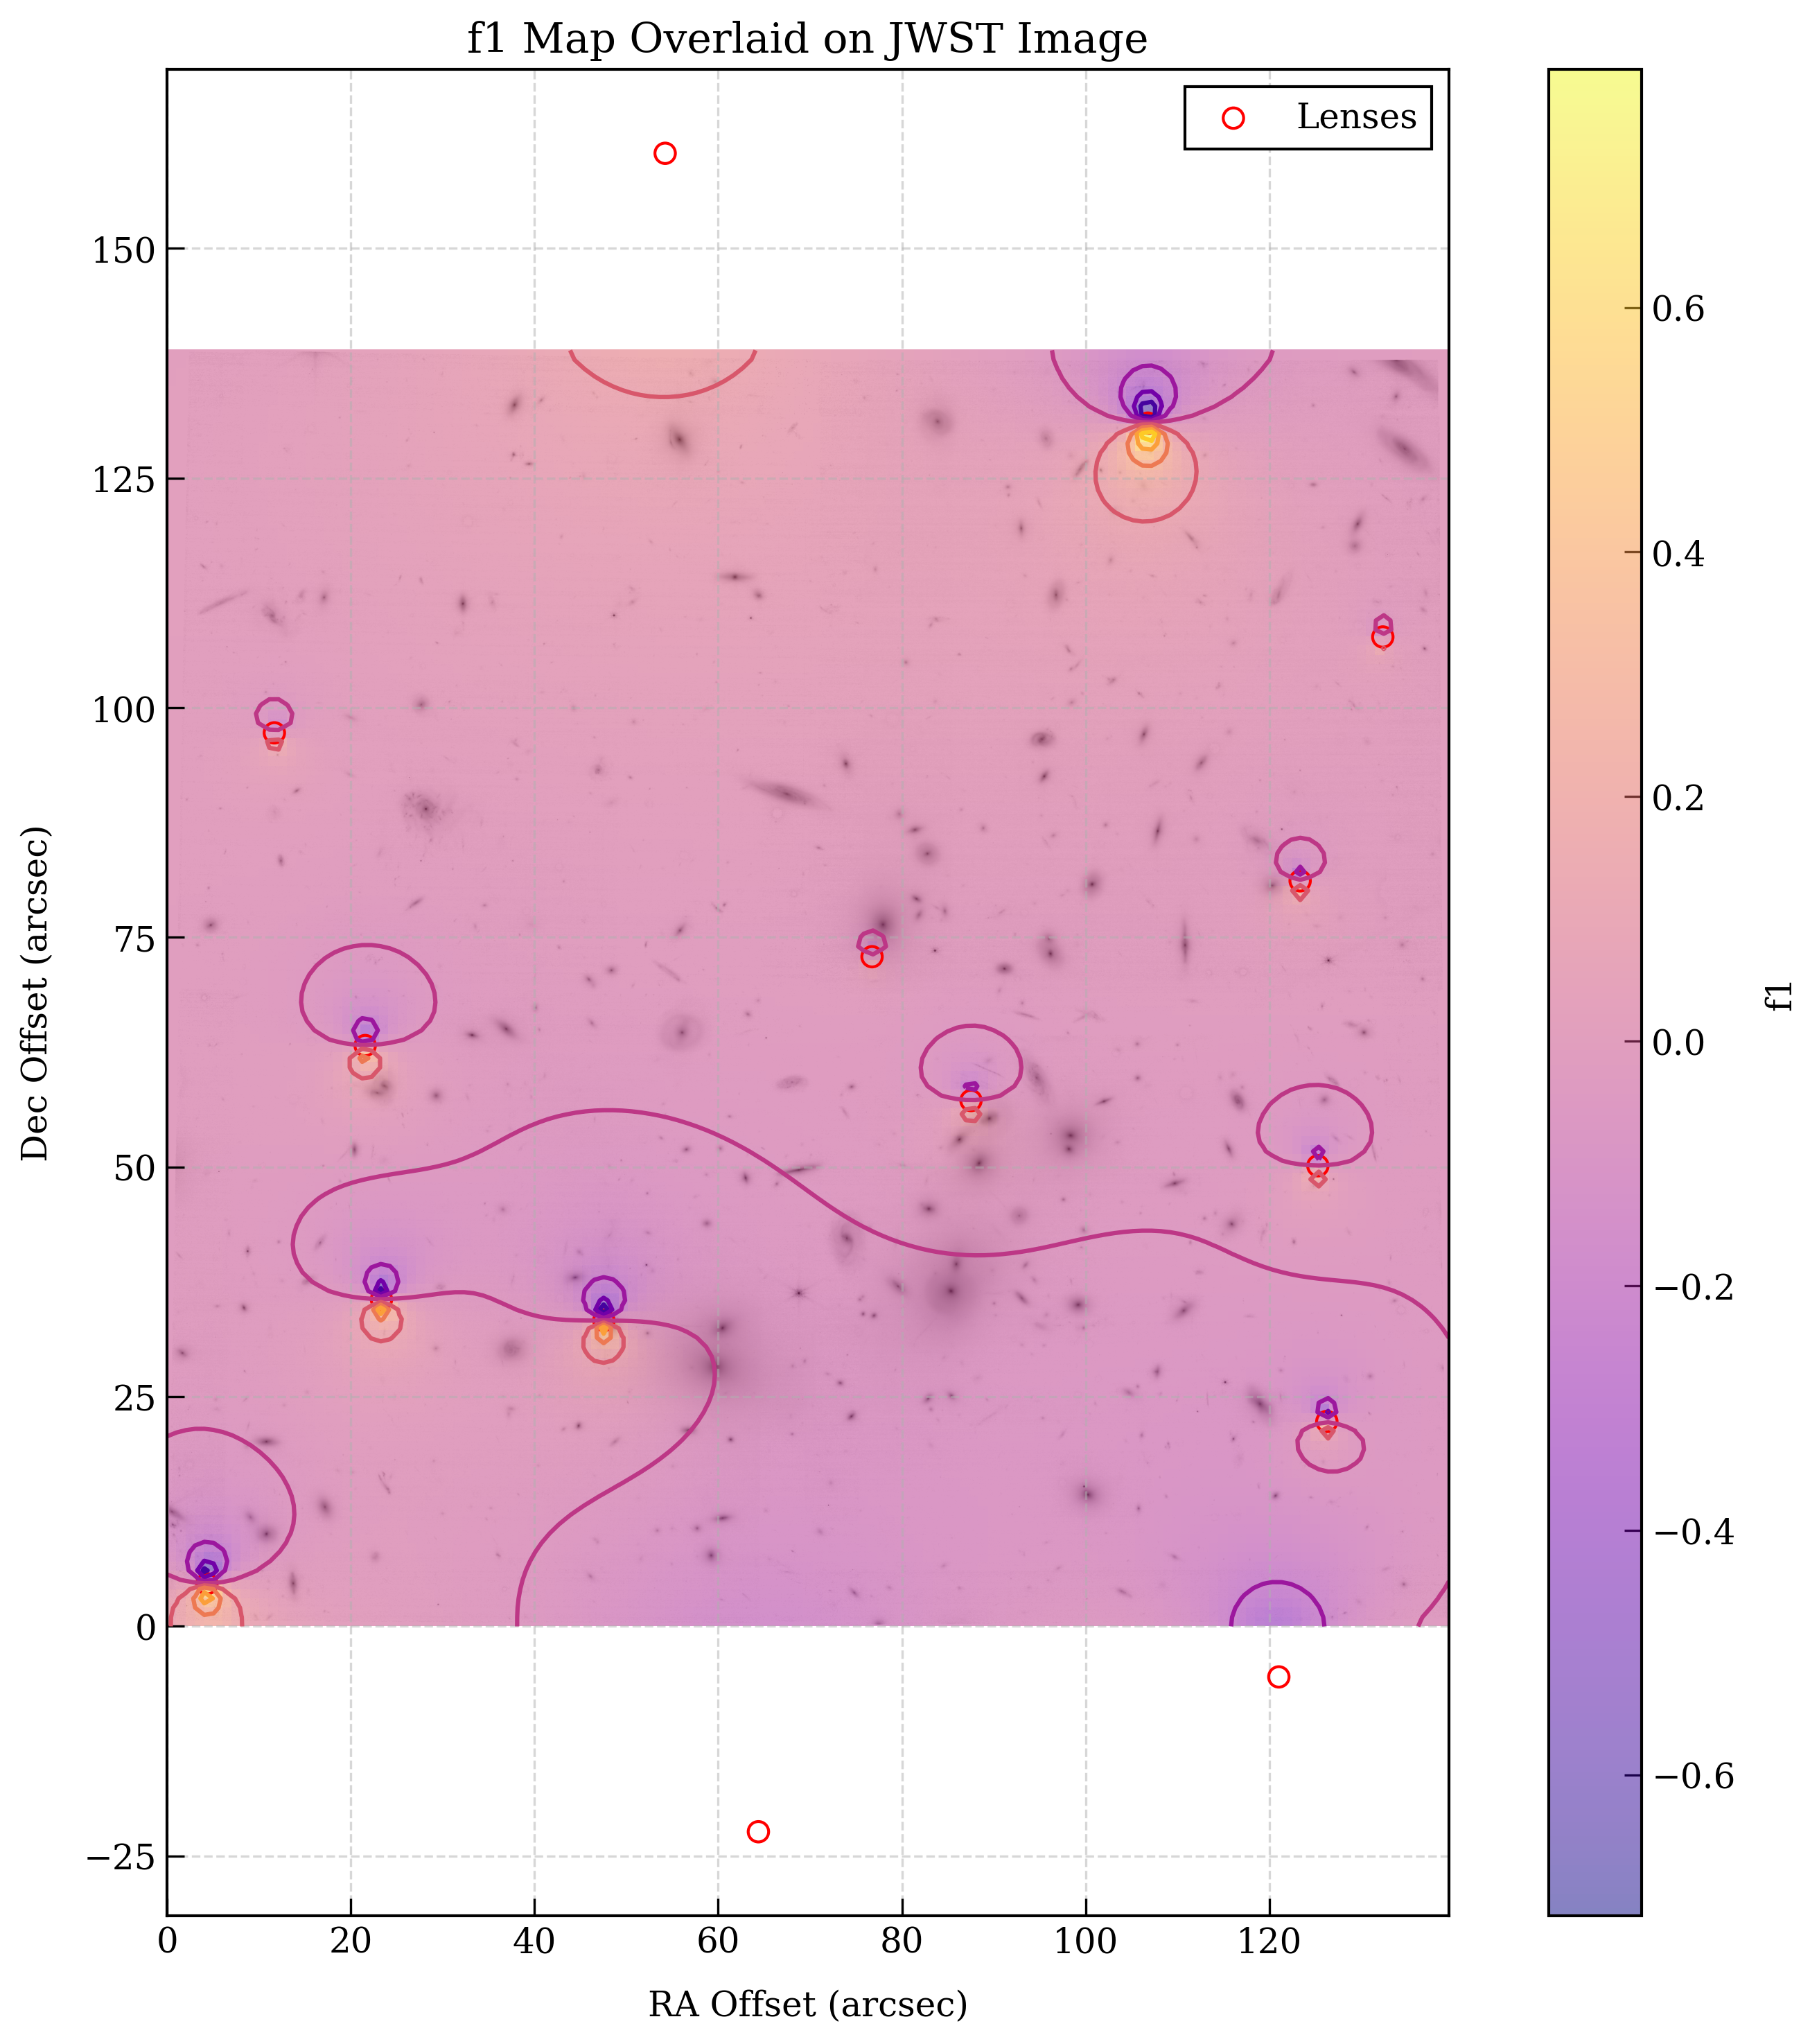 f1 Map Overlaid on JWST Image
Lenses
150
125
100
75
50
25
0
−25
Dec Offset (arcsec)
0 20 40 60 80 100 120
RA Offset (arcsec)
0.6
0.4
0.2
0.0
−0.2
−0.4
−0.6
f1